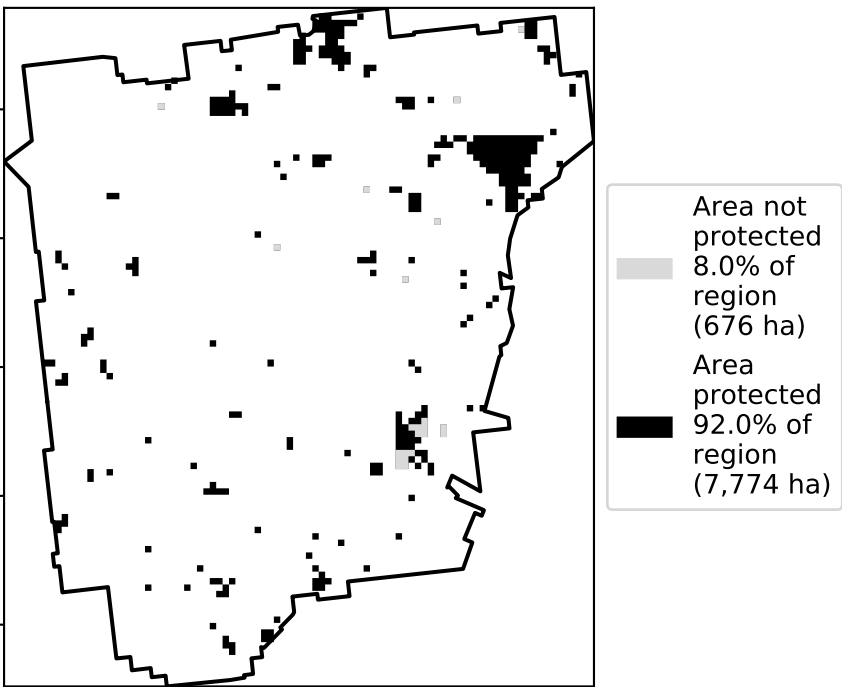 Area not
protected
8.0% of
region
(676 ha)
Area
protected
92.0% of
region
(7,774 ha)